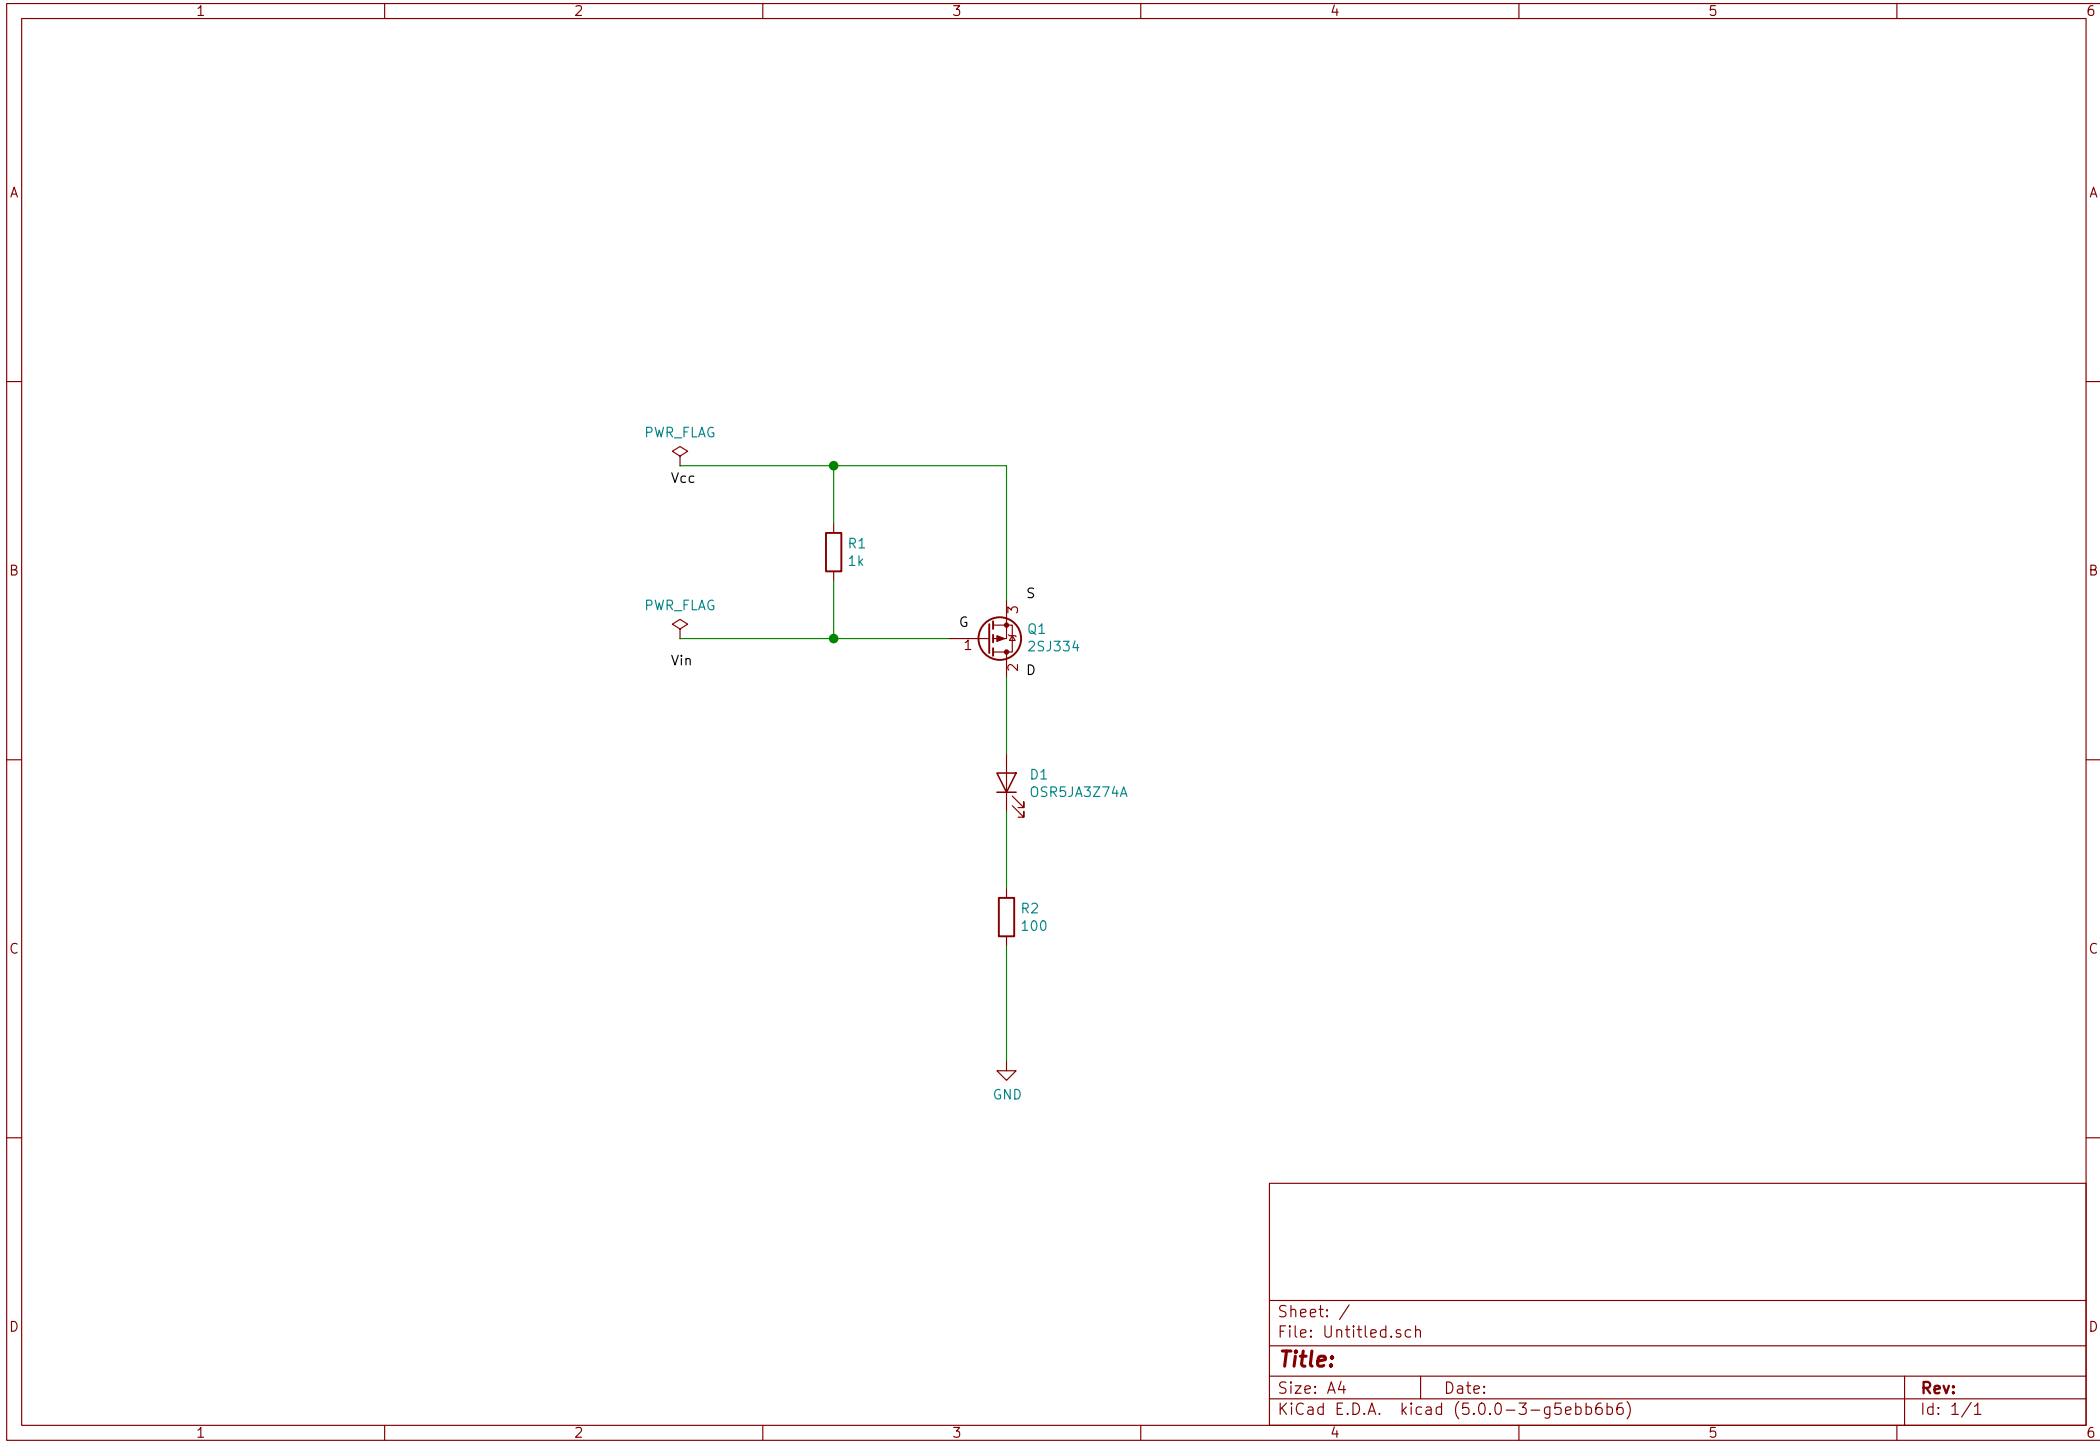 1 2 3 4 5 6
A A
PWR_FLAG
Vcc
R1
1k
B B
S
3
PWR_FLAG
G
1
Q1
2SJ334
Vin
2
D
D1
OSR5JA3Z74A
R2
100
C C
GND
Sheet: /
File: Untitled.sch
D D
Title:
Size: A4 Date: Rev:
KiCad E.D.A. kicad (5.0.0-3-g5ebb6b6) Id: 1/1
1 2 3 4 5 6